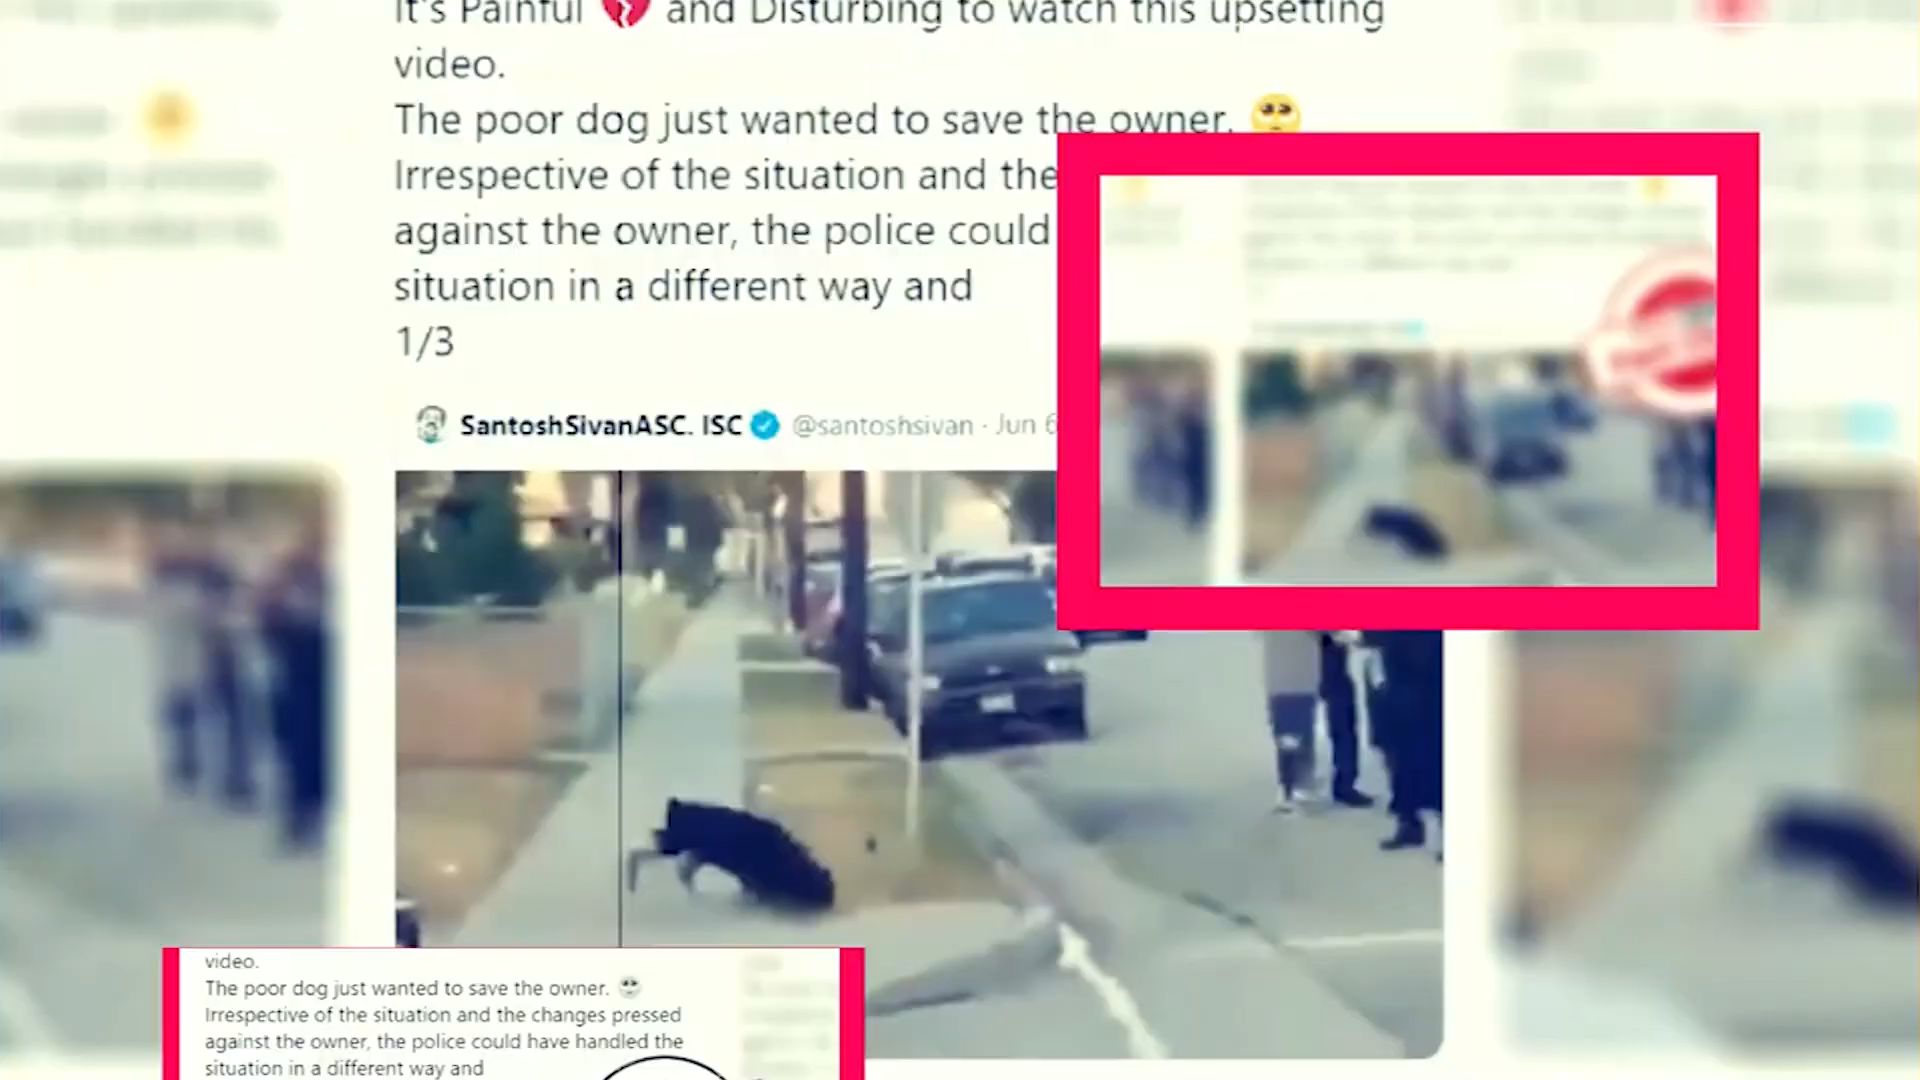 It's Painful 💔 and Disturbing to watch this upsetting
video.
The poor dog just wanted to save the owner. 🥺
Irrespective of the situation and the
against the owner, the police could
situation in a different way and
1/3
SantoshSivanASC. ISC @santoshsivan · Jun 6
video.
The poor dog just wanted to save the owner. 🥺
Irrespective of the situation and the changes pressed
against the owner, the police could have handled the
situation in a different way and